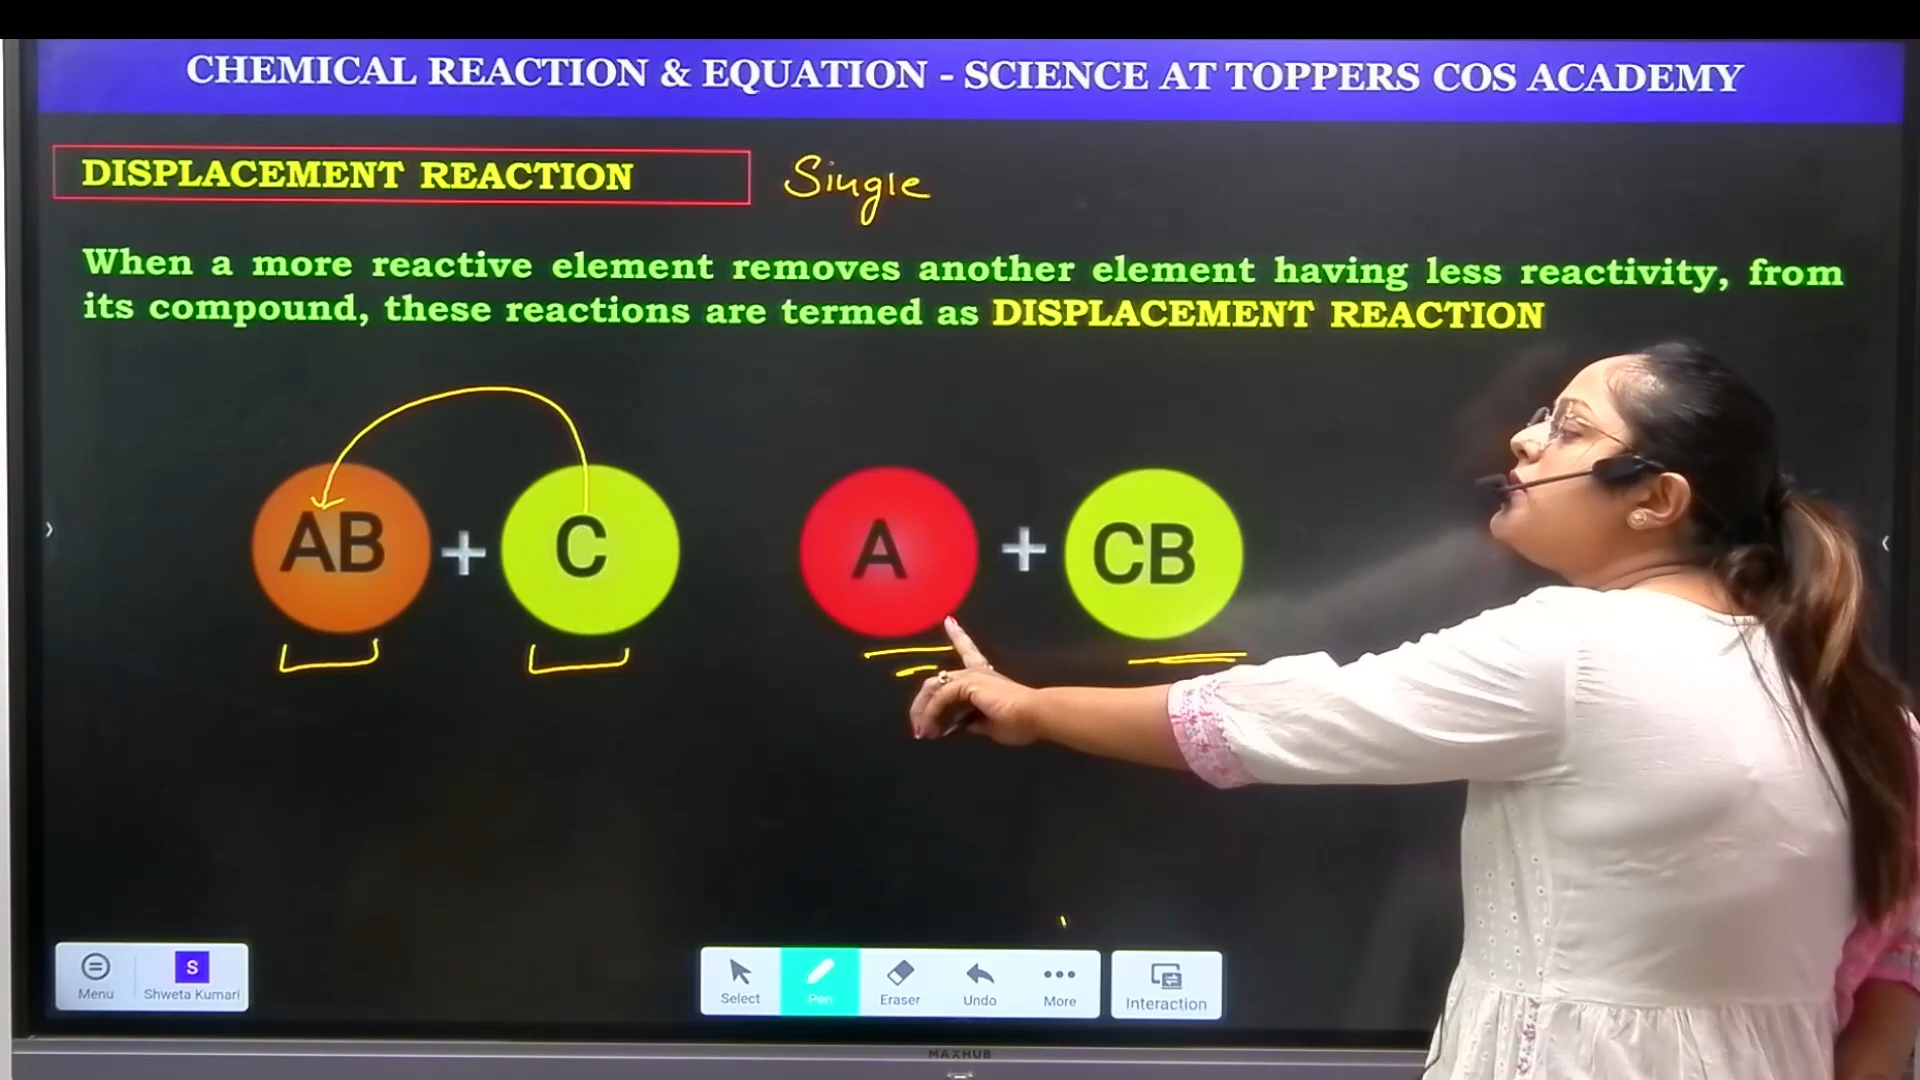 CHEMICAL REACTION & EQUATION - SCIENCE AT TOPPERS COS ACADEMY
DISPLACEMENT REACTION Single
When a more reactive element removes another element having less reactivity, from
its compound, these reactions are termed as DISPLACEMENT REACTION
AB + C A + CB
S
Menu Shweta Kumari Select Pen Eraser Undo More Interaction
MAXHUB